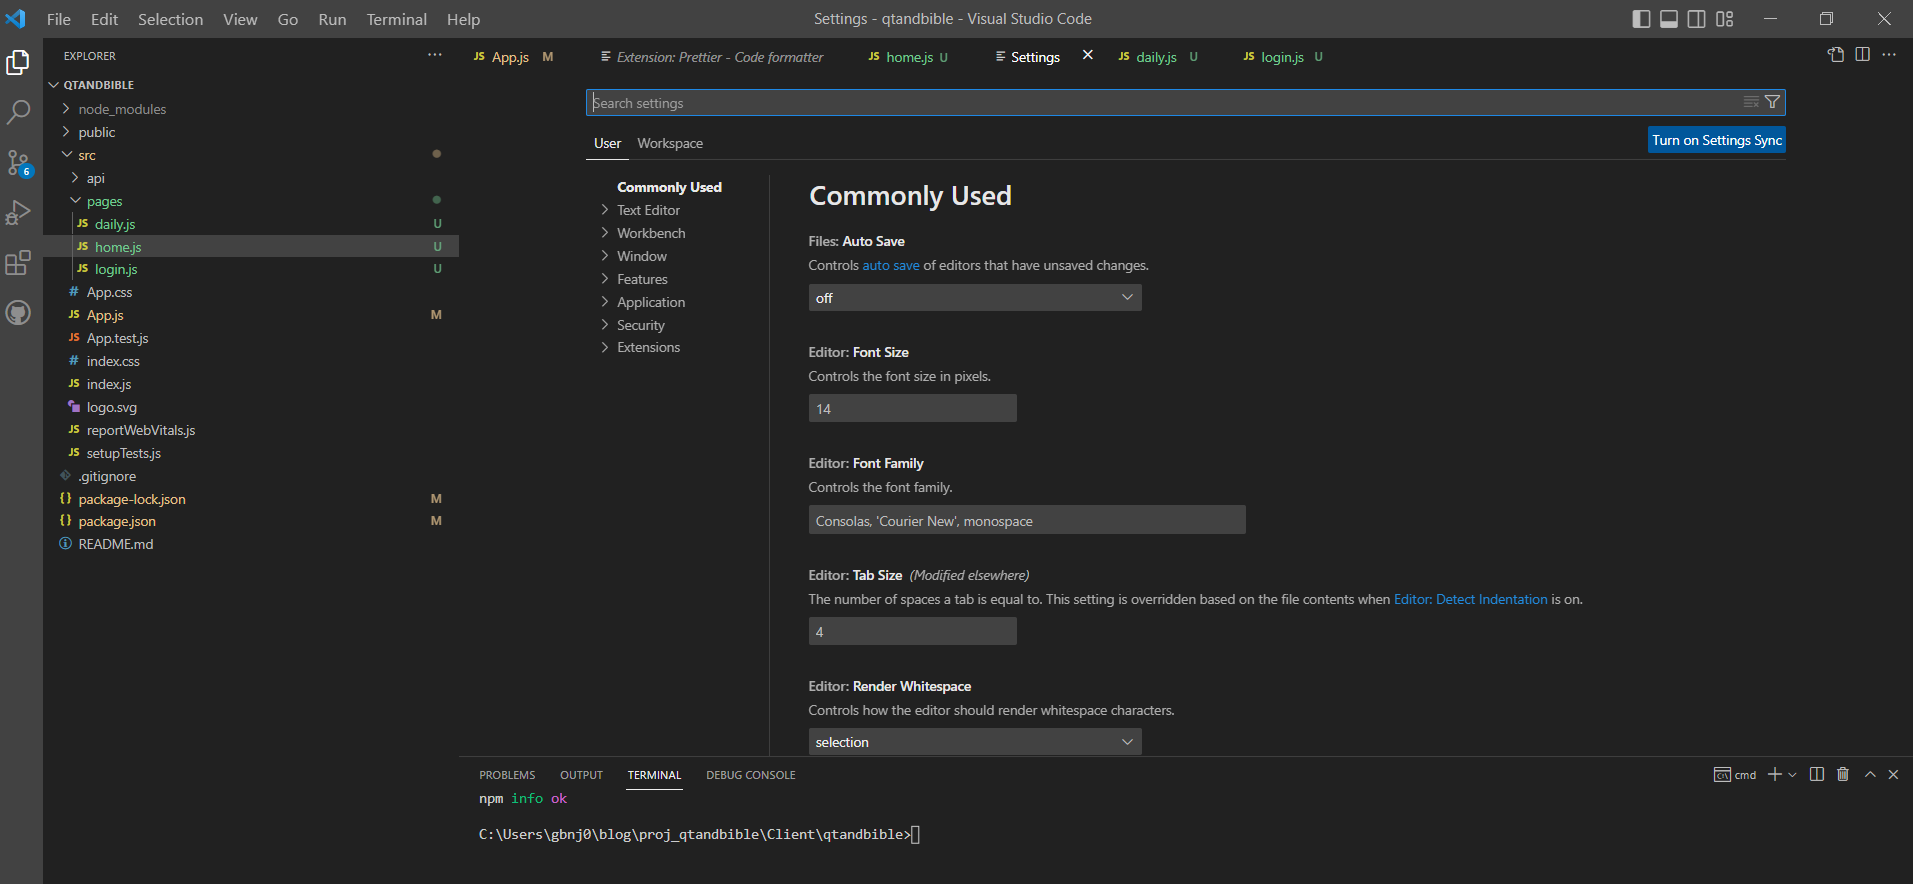 File Edit Selection View Go Run Terminal Help
Settings - qtandbible - Visual Studio Code
EXPLORER
QTANDBIBLE
node_modules
public
src
api
pages
JS daily.js U
JS home.js U
JS login.js U
# App.css
JS App.js M
JS App.test.js
# index.css
JS index.js
logo.svg
JS reportWebVitals.js
JS setupTests.js
.gitignore
{} package-lock.json M
{} package.json M
README.md
6
JS App.js M
Extension: Prettier - Code formatter
JS home.js U
Settings
JS daily.js U
JS login.js U
Search settings
User Workspace
Turn on Settings Sync
Commonly Used
Text Editor
Workbench
Window
Features
Application
Security
Extensions
Commonly Used
Files: Auto Save
Controls auto save of editors that have unsaved changes.
off
Editor: Font Size
Controls the font size in pixels.
14
Editor: Font Family
Controls the font family.
Consolas, 'Courier New', monospace
Editor: Tab Size (Modified elsewhere)
The number of spaces a tab is equal to. This setting is overridden based on the file contents when Editor: Detect Indentation is on.
4
Editor: Render Whitespace
Controls how the editor should render whitespace characters.
selection
PROBLEMS OUTPUT TERMINAL DEBUG CONSOLE
cmd
npm info ok
C:\Users\gbnj0\blog\proj_qtandbible\Client\qtandbible>